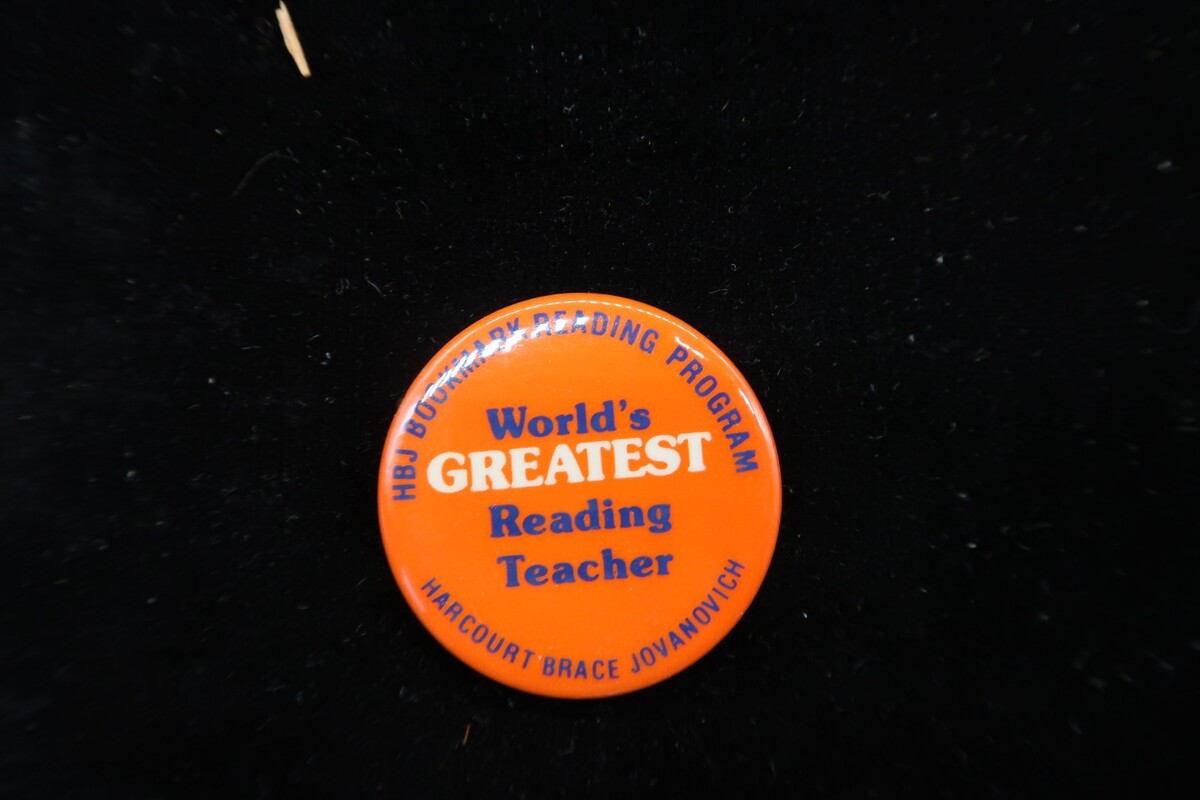 HBJ BOOKMARK READING PROGRAM
World's
GREATEST
Reading
Teacher
HARCOURT BRACE JOVANOVICH